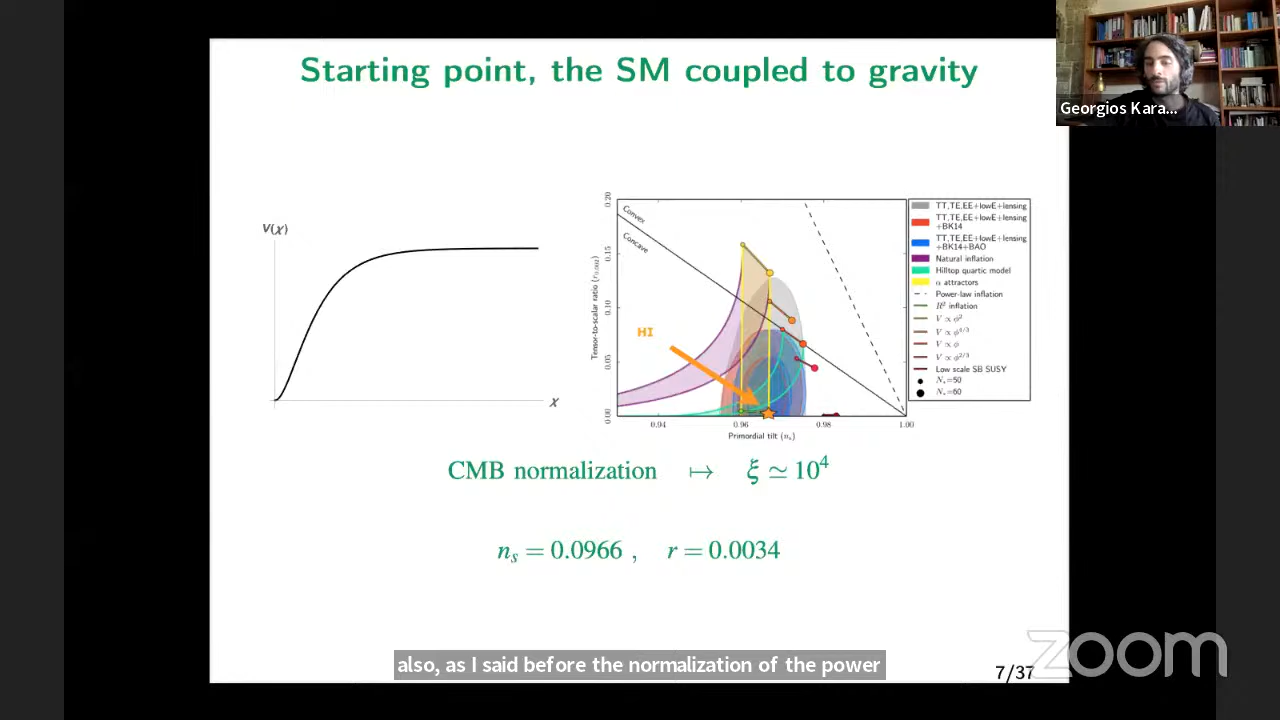 Starting point, the SM coupled to gravity
Georgios Kara...
V(χ)
χ
Tensor-to-scalar ratio (r0.002)
0.20
0.15
0.10
0.05
0.00
Convex
Concave
HI
0.94
0.96
0.98
1.00
Primordial tilt (ns)
TT,TE,EE+lowE+lensing
TT,TE,EE+lowE+lensing
+BK14
TT,TE,EE+lowE+lensing
+BK14+BAO
Natural inflation
Hilltop quartic model
α attractors
Power-law inflation
R² inflation
V ∝ φ²
V ∝ φ^4/3
V ∝ φ
V ∝ φ^2/3
Low scale SB SUSY
N*=50
N*=60
CMB normalization ↦ ξ ≃ 10⁴
ns = 0.0966 , r = 0.0034
also, as I said before the normalization of the power
7/37
zoom